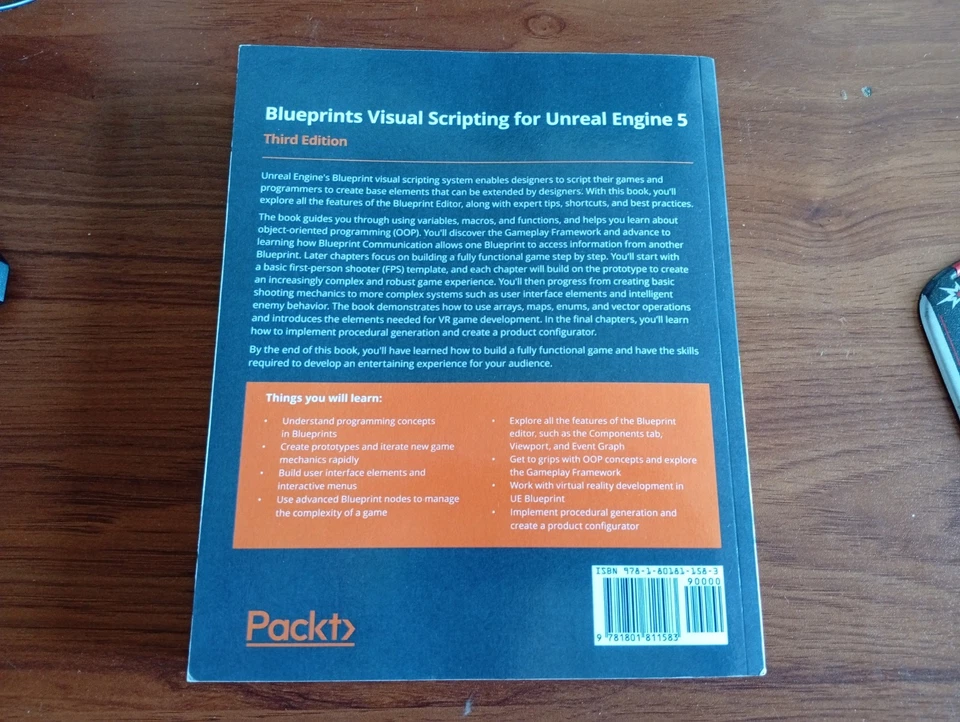 Blueprints Visual Scripting for Unreal Engine 5
Third Edition
Unreal Engine's Blueprint visual scripting system enables designers to script their games and
programmers to create base elements that can be extended by designers. With this book, you'll
explore all the features of the Blueprint Editor, along with expert tips, shortcuts, and best practices.
The book guides you through using variables, macros, and functions, and helps you learn about
object-oriented programming (OOP). You'll discover the Gameplay Framework and advance to
learning how Blueprint Communication allows one Blueprint to access information from another
Blueprint. Later chapters focus on building a fully functional game step by step. You'll start with
a basic first-person shooter (FPS) template, and each chapter will build on the prototype to create
an increasingly complex and robust game experience. You'll then progress from creating basic
shooting mechanics to more complex systems such as user interface elements and intelligent
enemy behavior. The book demonstrates how to use arrays, maps, enums, and vector operations
and introduces the elements needed for VR game development. In the final chapters, you'll learn
how to implement procedural generation and create a product configurator.
By the end of this book, you'll have learned how to build a fully functional game and have the skills
required to develop an entertaining experience for your audience.
Things you will learn:
• Understand programming concepts
in Blueprints
• Create prototypes and iterate new game
mechanics rapidly
• Build user interface elements and
interactive menus
• Use advanced Blueprint nodes to manage
the complexity of a game
• Explore all the features of the Blueprint
editor, such as the Components tab,
Viewport, and Event Graph
• Get to grips with OOP concepts and explore
the Gameplay Framework
• Work with virtual reality development in
UE Blueprint
• Implement procedural generation and
create a product configurator
Packt>
ISBN 978-1-80181-158-3
90000
9 781801 811583